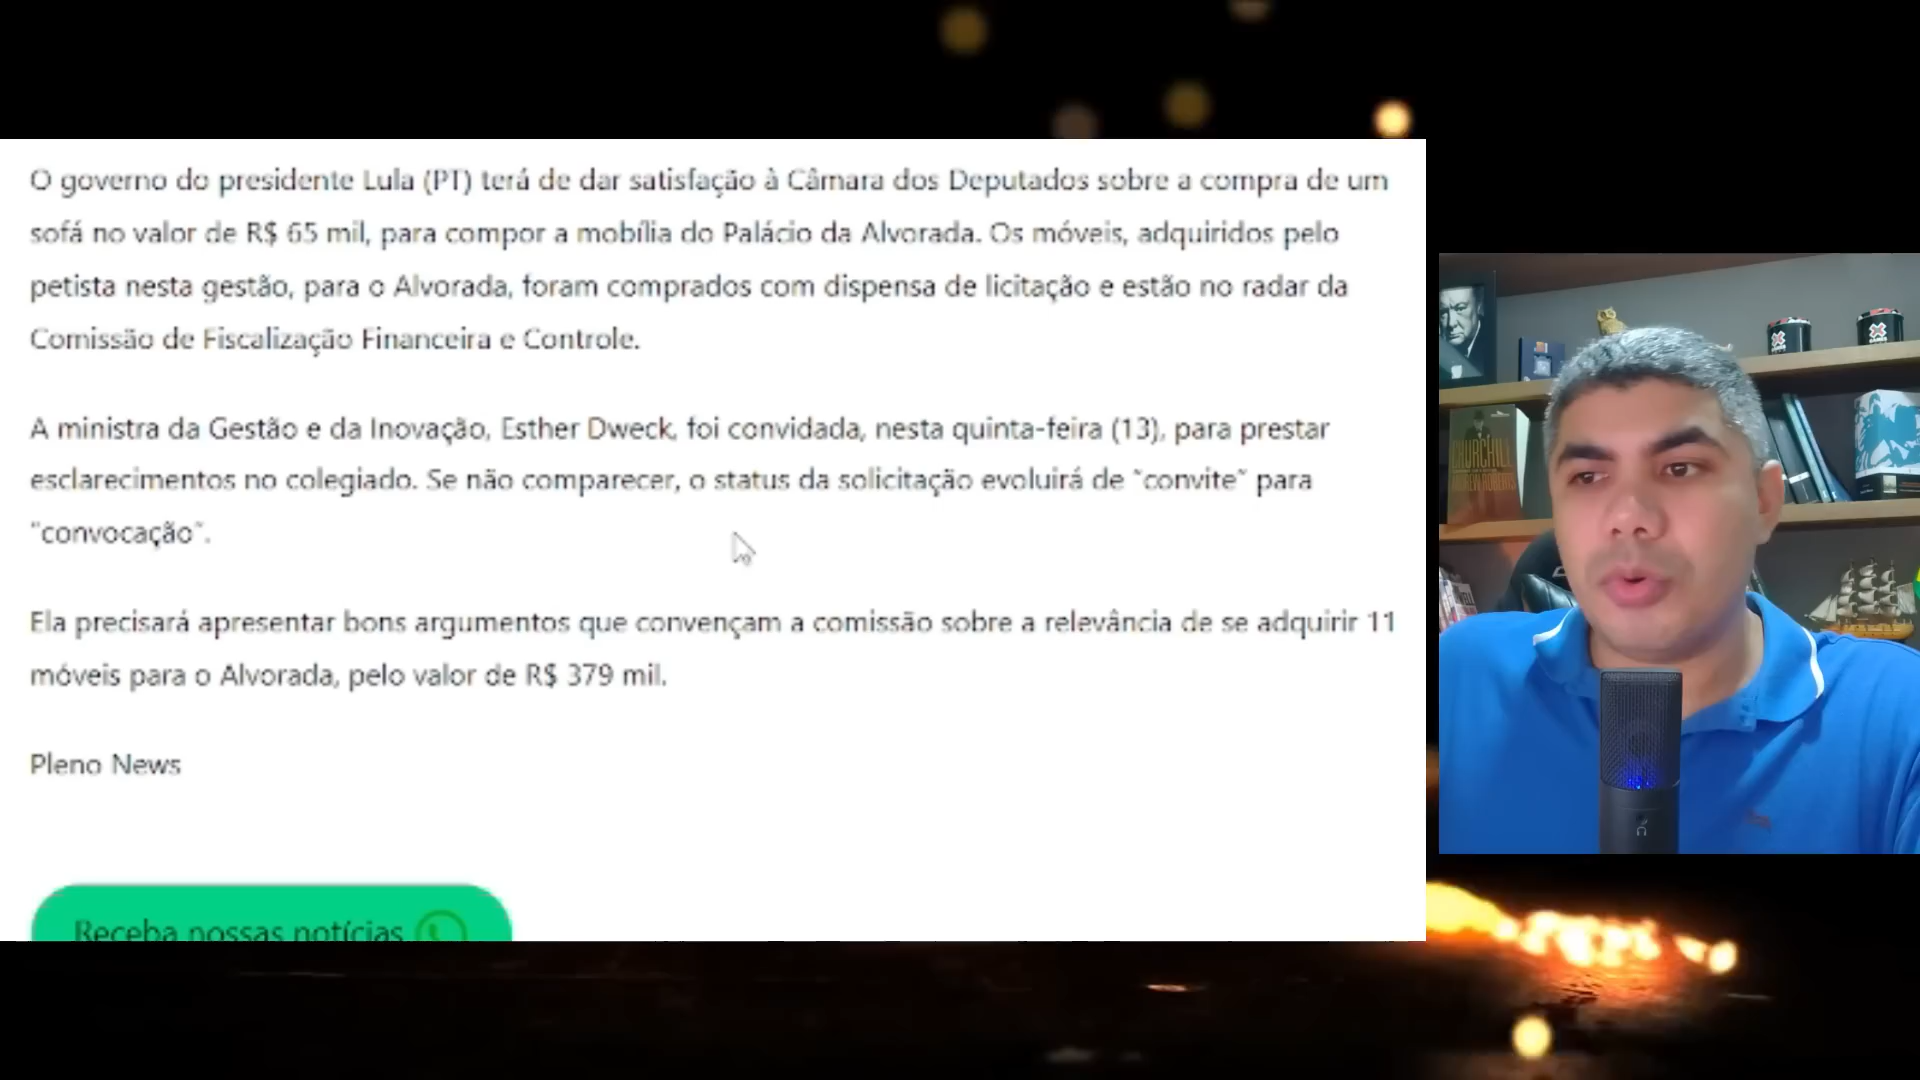 O governo do presidente Lula (PT) terá de dar satisfação à Câmara dos Deputados sobre a compra de um
sofá no valor de R$ 65 mil, para compor a mobília do Palácio da Alvorada. Os móveis, adquiridos pelo
petista nesta gestão, para o Alvorada, foram comprados com dispensa de licitação e estão no radar da
Comissão de Fiscalização Financeira e Controle.
A ministra da Gestão e da Inovação, Esther Dweck, foi convidada, nesta quinta-feira (13), para prestar
esclarecimentos no colegiado. Se não comparecer, o status da solicitação evoluirá de "convite" para
"convocação".
Ela precisará apresentar bons argumentos que convençam a comissão sobre a relevância de se adquirir 11
móveis para o Alvorada, pelo valor de R$ 379 mil.
Pleno News
Receba nossas notícias
CHURCHILL
ANDREW ROBERTS